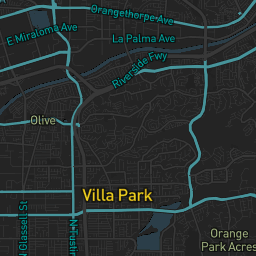 Orangethorpe Ave
E Miraloma Ave
La Palma Ave
Riverside Fwy
Olive
Villa Park
N Glassell St
N Tustin
Orange
Park Acres